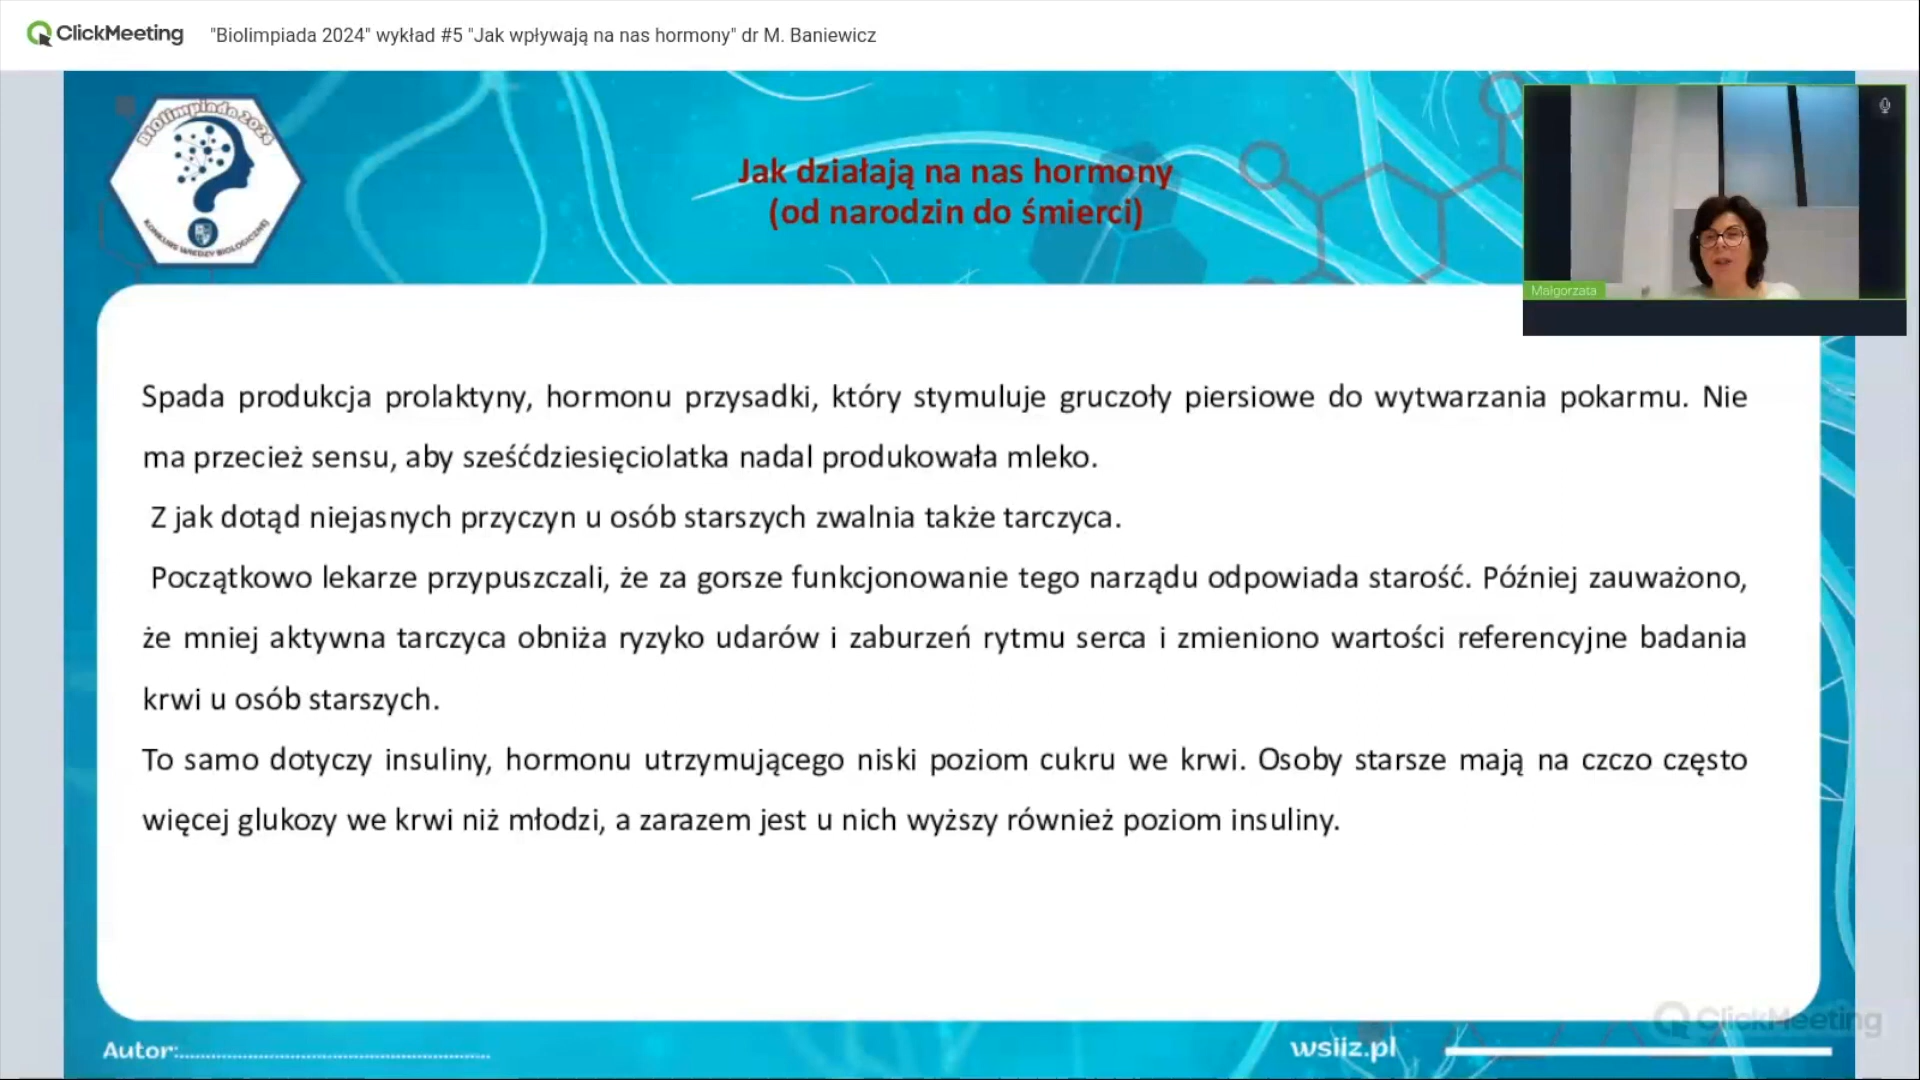 ClickMeeting "Biolimpiada 2024" wykład #5 "Jak wpływają na nas hormony" dr M. Baniewicz
Biolimpiada 2024
KONKURS WIEDZY BIOLOGICZNEJ
Jak działają na nas hormony
(od narodzin do śmierci)
Małgorzata
Spada produkcja prolaktyny, hormonu przysadki, który stymuluje gruczoły piersiowe do wytwarzania pokarmu. Nie
ma przecież sensu, aby sześćdziesięciolatka nadal produkowała mleko.
Z jak dotąd niejasnych przyczyn u osób starszych zwalnia także tarczyca.
Początkowo lekarze przypuszczali, że za gorsze funkcjonowanie tego narządu odpowiada starość. Później zauważono,
że mniej aktywna tarczyca obniża ryzyko udarów i zaburzeń rytmu serca i zmieniono wartości referencyjne badania
krwi u osób starszych.
To samo dotyczy insuliny, hormonu utrzymującego niski poziom cukru we krwi. Osoby starsze mają na czczo często
więcej glukozy we krwi niż młodzi, a zarazem jest u nich wyższy również poziom insuliny.
ClickMeeting
Autor:....................................................
wsiiz.pl